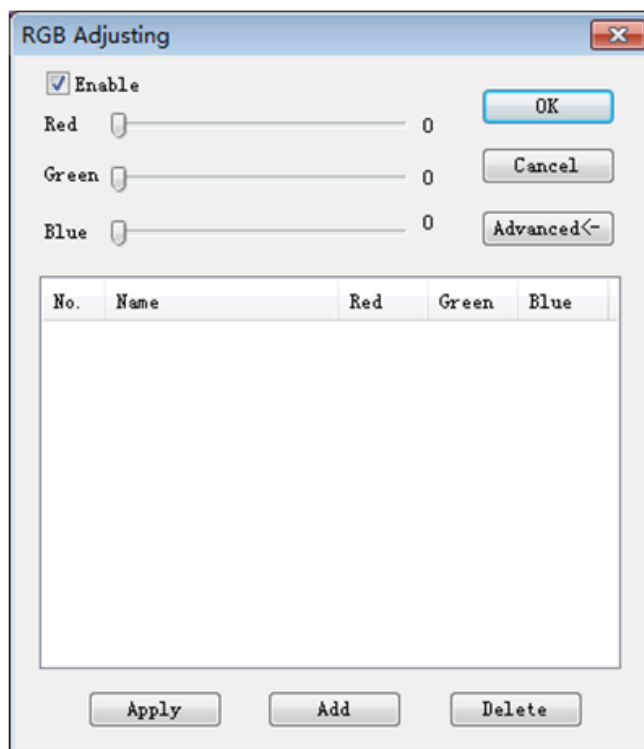 RGB Adjusting
Enable
Red 0
OK
Green 0
Cancel
Blue 0
Advanced<-
No. Name Red Green Blue
Apply Add Delete